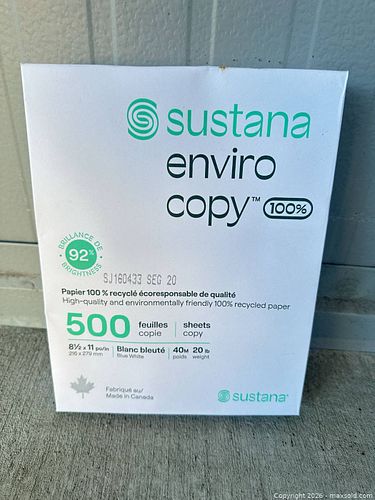 sustana
enviro
copy™ 100%
BRILLANCE DE
92%
BRIGHTNESS
SJ160433 SEG 20
Papier 100 % recyclé écoresponsable de qualité
High-quality and environmentally friendly 100% recycled paper
500 feuilles copie | sheets copy
8½ x 11 po/in Blanc bleuté 40M 20 lb
216 x 279 mm Blue White poids weight
Fabriqué au/
Made in Canada
sustana
Copyright 2026 - maxsold.com